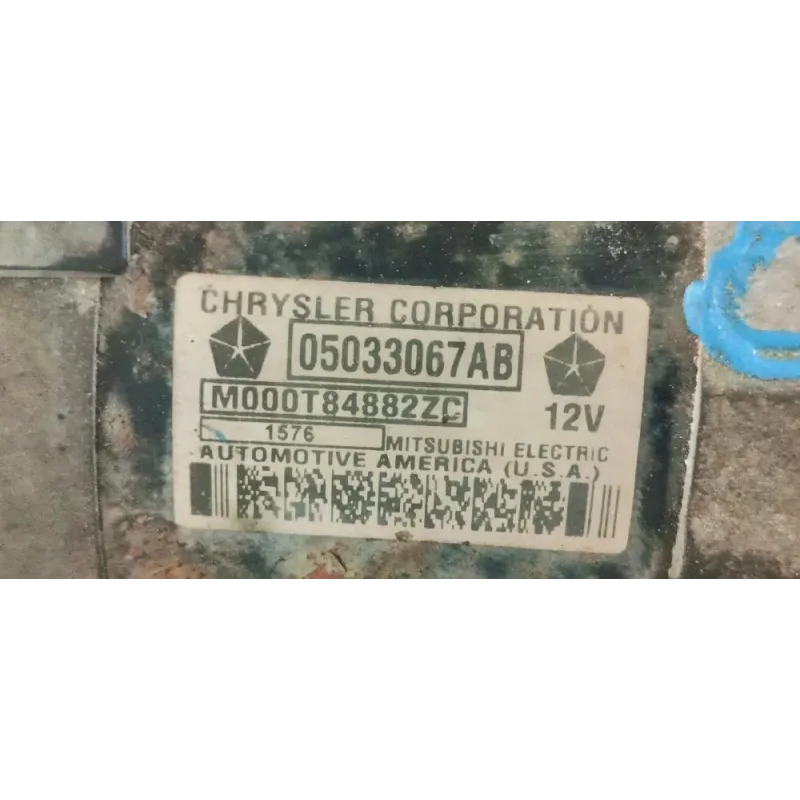 CHRYSLER CORPORATION
05033067AB
M000T84882ZC 12V
1576 MITSUBISHI ELECTRIC
AUTOMOTIVE AMERICA (U.S.A.)